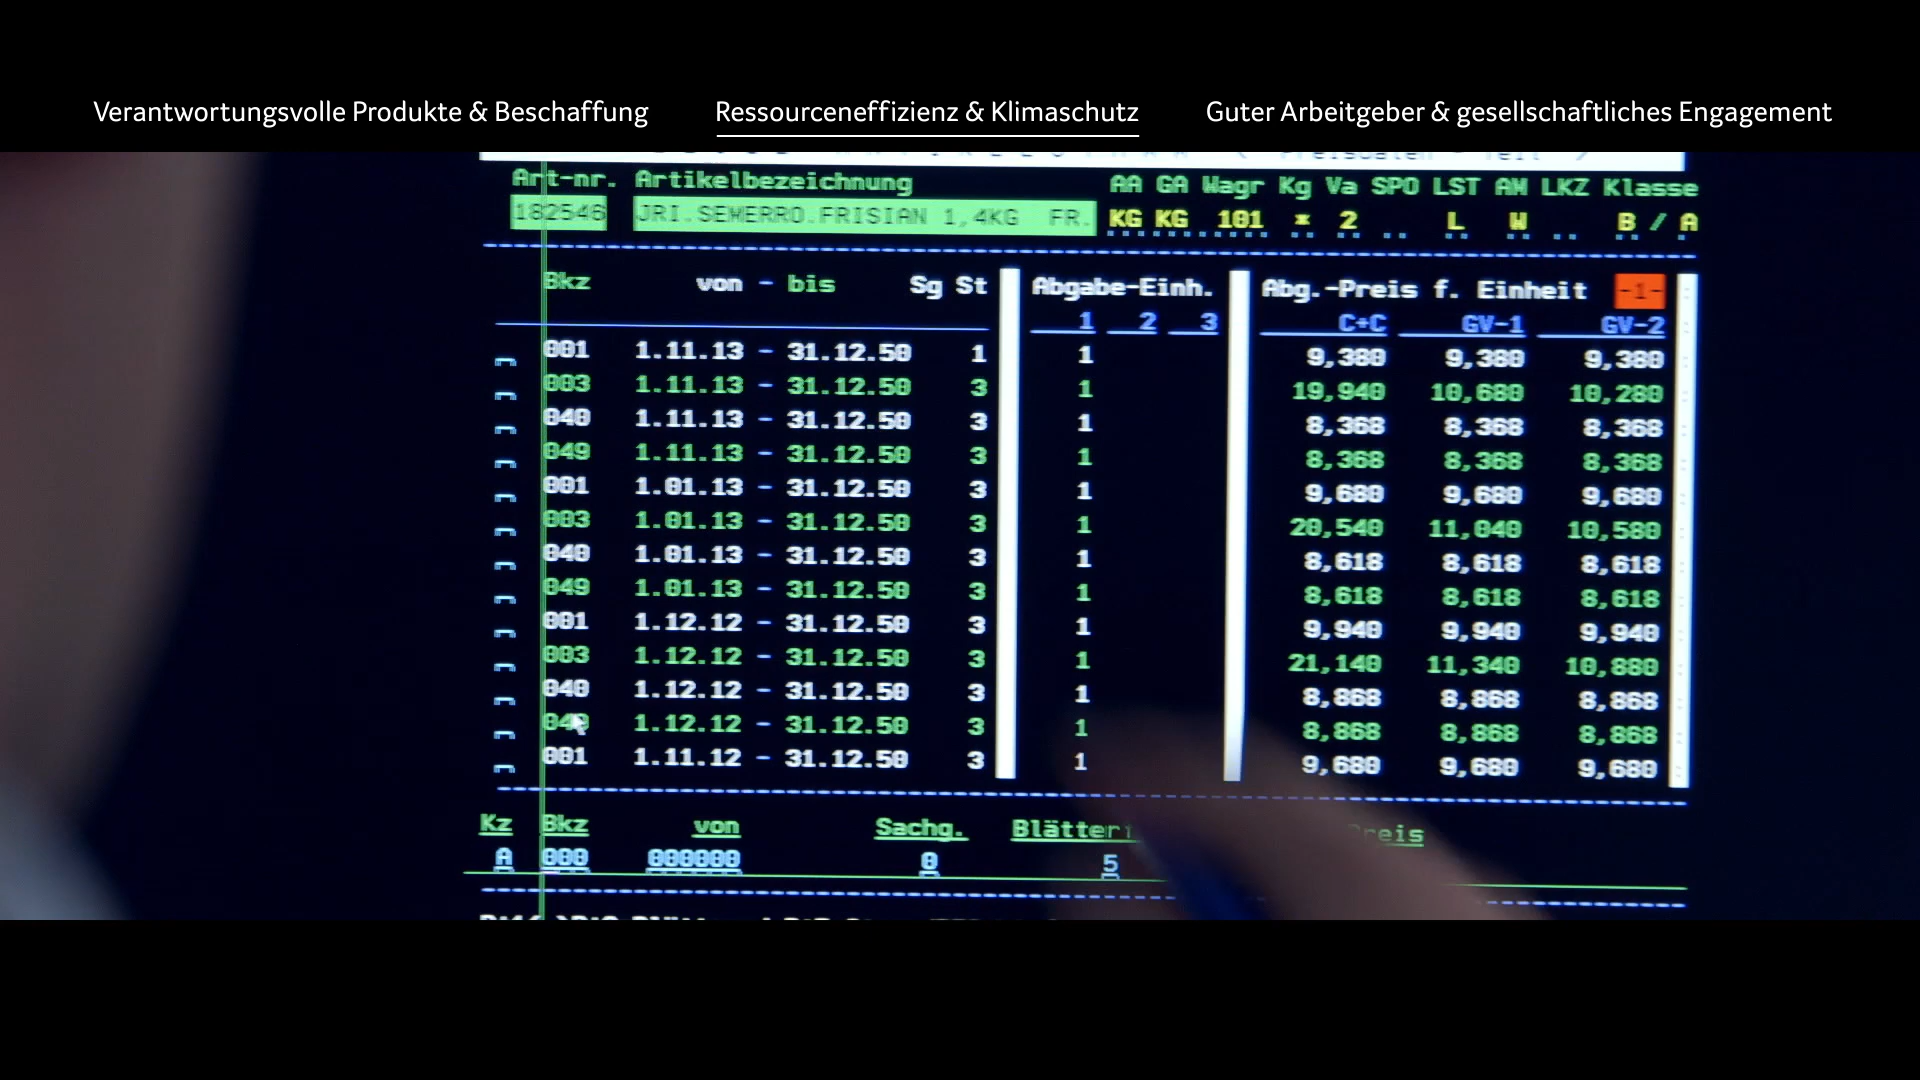 Verantwortungsvolle Produkte & Beschaffung Ressourceneffizienz & Klimaschutz Guter Arbeitgeber & gesellschaftliches Engagement
Art-nr. Artikelbezeichnung AA GA Wagr Kg Va SPO LST AW LKZ Klasse
182546 JRI.SEWERRO.FRISIAN 1,4KG FR. KG KG 101 * 2 L W B / A
Bkz von - bis Sg St Abgabe-Einh. Abg.-Preis f. Einheit -1-
1 2 3 C+C GV-1 GV-2
001 1.11.13 - 31.12.50 1 1 9,380 9,380 9,380
003 1.11.13 - 31.12.50 3 1 19,940 10,680 10,280
040 1.11.13 - 31.12.50 3 1 8,368 8,368 8,368
049 1.11.13 - 31.12.50 3 1 8,368 8,368 8,368
001 1.01.13 - 31.12.50 3 1 9,680 9,680 9,680
003 1.01.13 - 31.12.50 3 1 20,540 11,040 10,580
040 1.01.13 - 31.12.50 3 1 8,618 8,618 8,618
049 1.01.13 - 31.12.50 3 1 8,618 8,618 8,618
001 1.12.12 - 31.12.50 3 1 9,940 9,940 9,940
003 1.12.12 - 31.12.50 3 1 21,140 11,340 10,880
040 1.12.12 - 31.12.50 3 1 8,868 8,868 8,868
049 1.12.12 - 31.12.50 3 1 8,868 8,868 8,868
001 1.11.12 - 31.12.50 3 1 9,680 9,680 9,680
Kz Bkz von Sachg.
A 000 000000 0 5